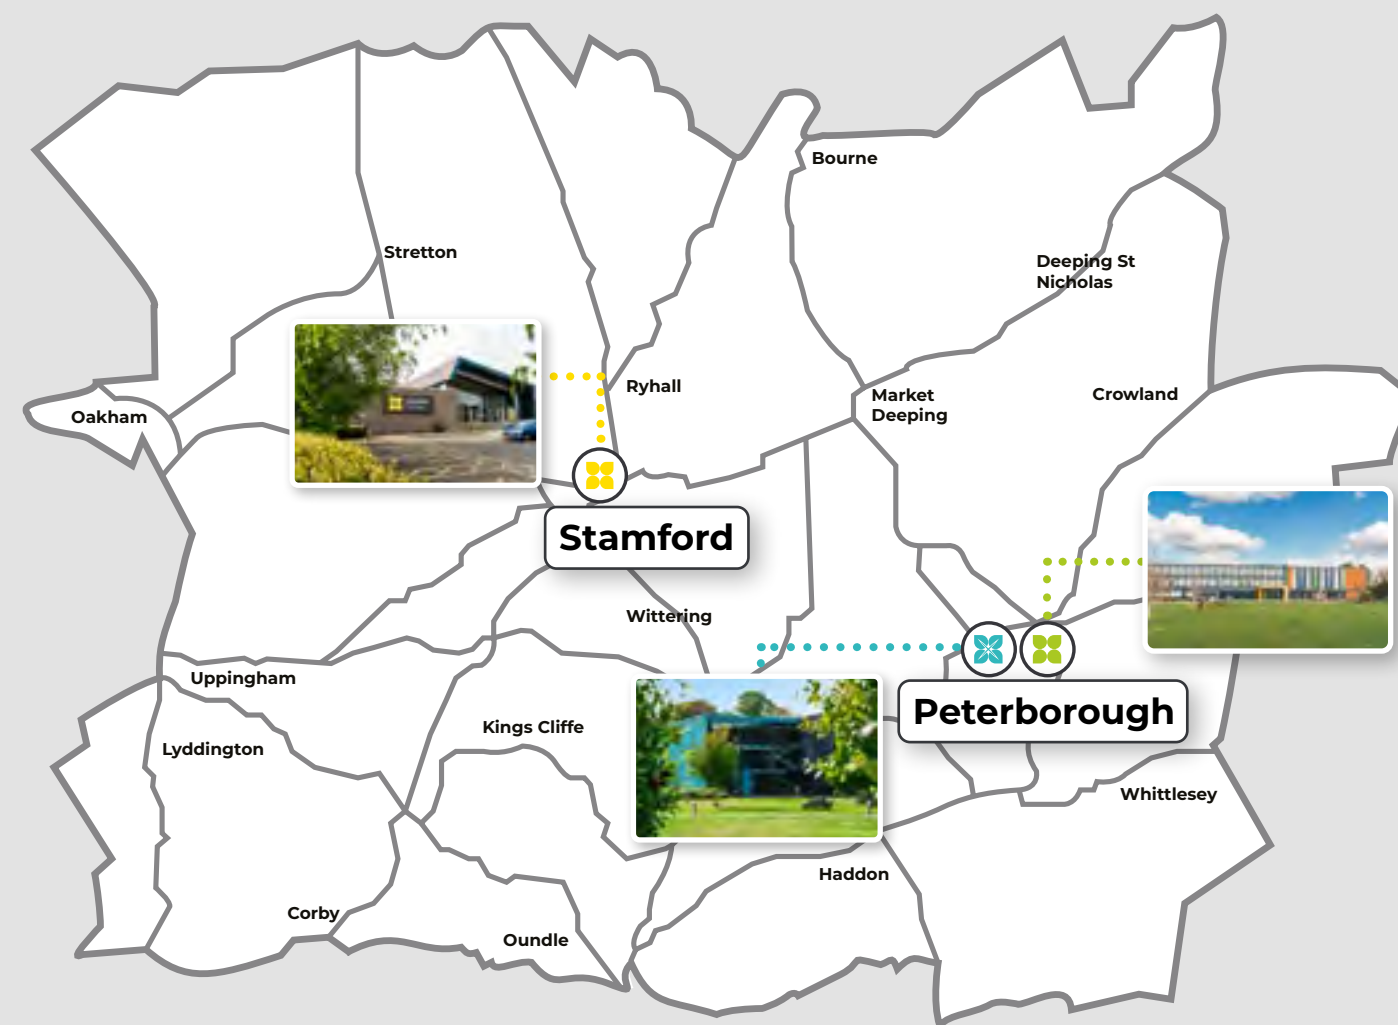 Bourne
Stretton
Deeping St
Nicholas
Ryhall
Market
Deeping
Crowland
Oakham
Stamford
Wittering
Uppingham
Peterborough
Kings Cliffe
Lyddington
Whittlesey
Haddon
Corby
Oundle